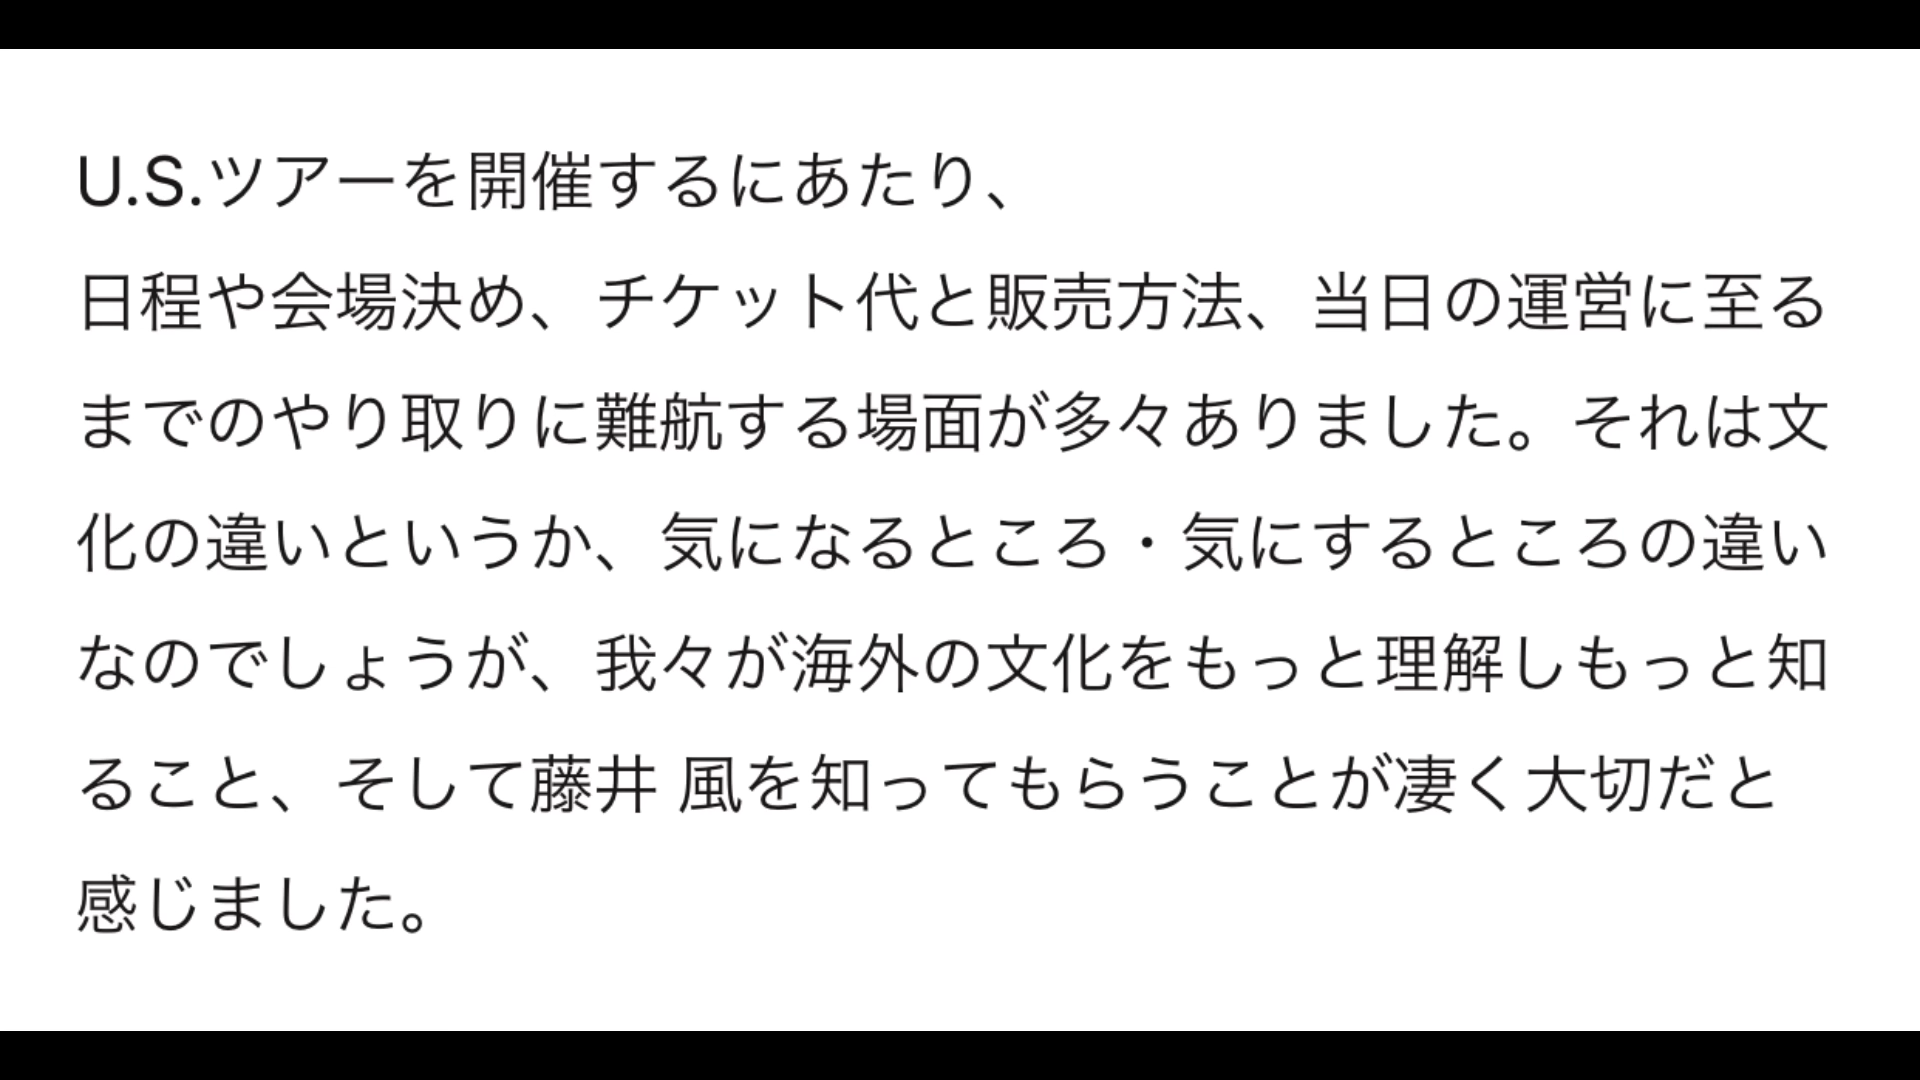 U.S.ツアーを開催するにあたり、
日程や会場決め、チケット代と販売方法、当日の運営に至る
までのやり取りに難航する場面が多々ありました。それは文
化の違いというか、気になるところ・気にするところの違い
なのでしょうが、我々が海外の文化をもっと理解しもっと知
ること、そして藤井 風を知ってもらうことが凄く大切だと
感じました。